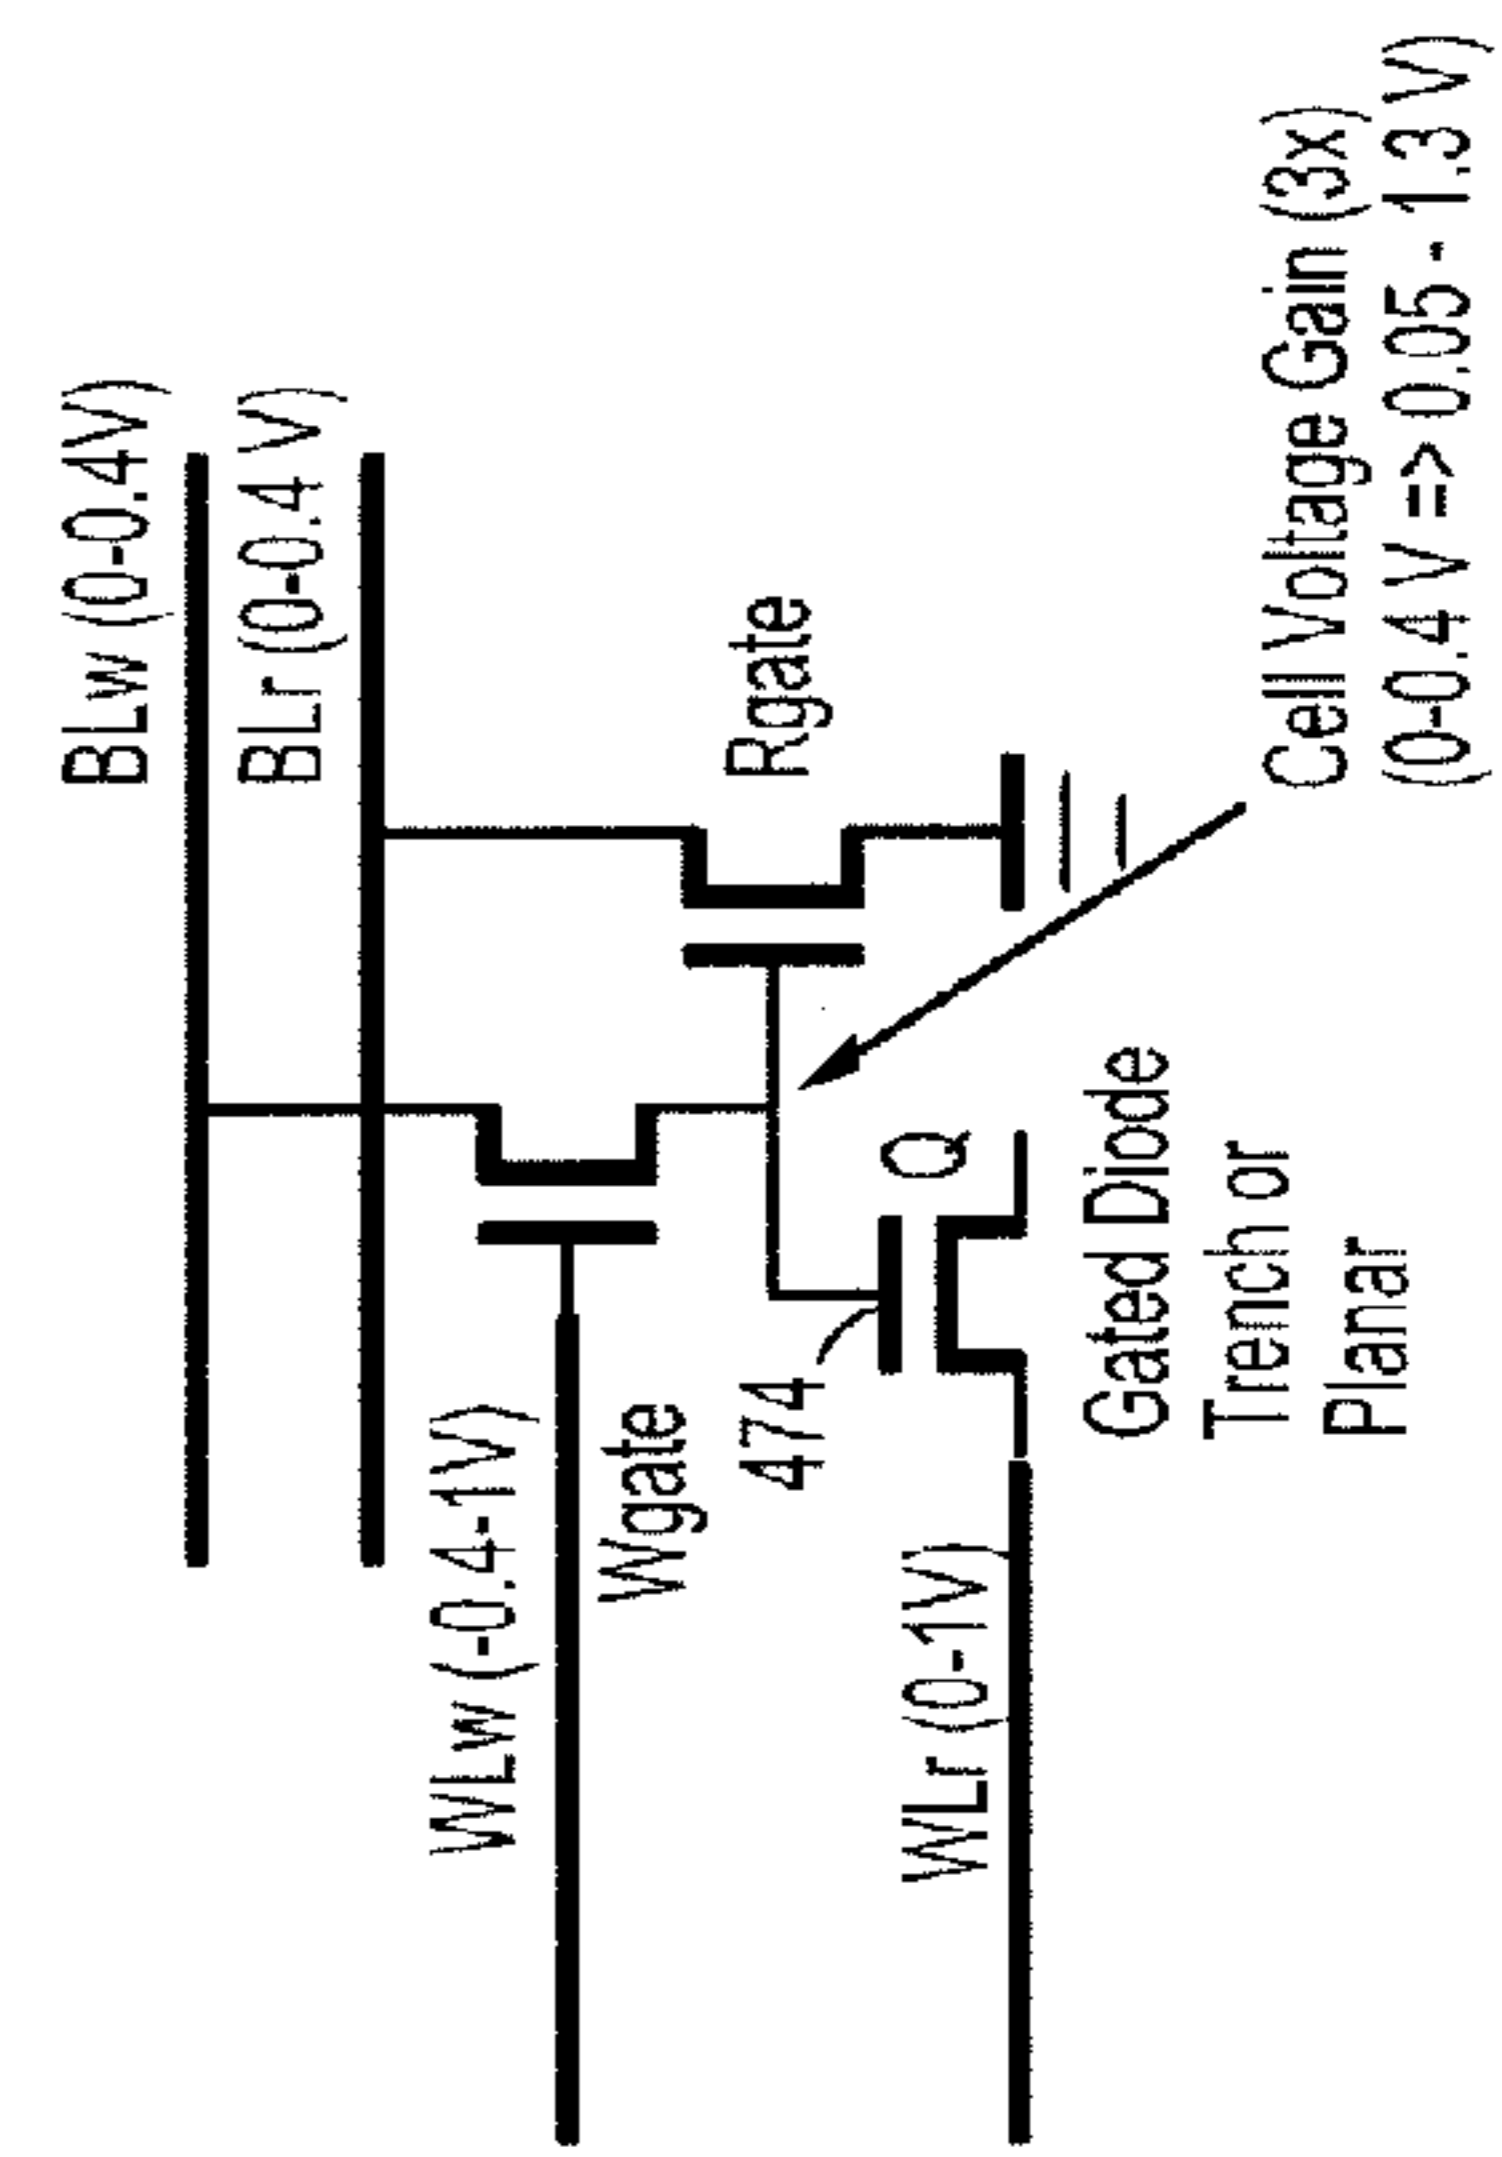 BLw (0-0.4V)
BLr (0-0.4 V)
WLw (-0.4-1V)
Wgate
Rgate
474
Q
WLr (0-1V)
Gated Diode
Trench or
Planar
Cell Voltage Gain (3x)
(0-0.4 V => 0.05 - 1.3 V)